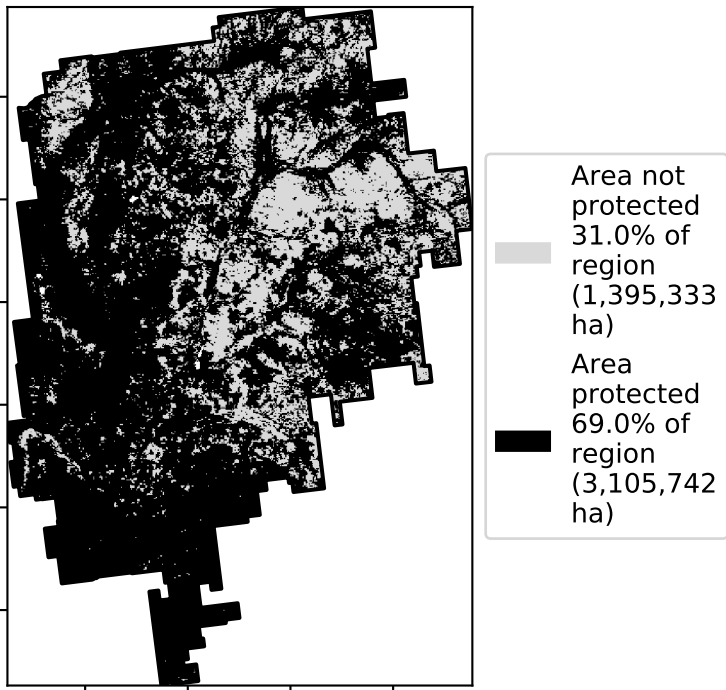 Area not
protected
31.0% of
region
(1,395,333
ha)
Area
protected
69.0% of
region
(3,105,742
ha)